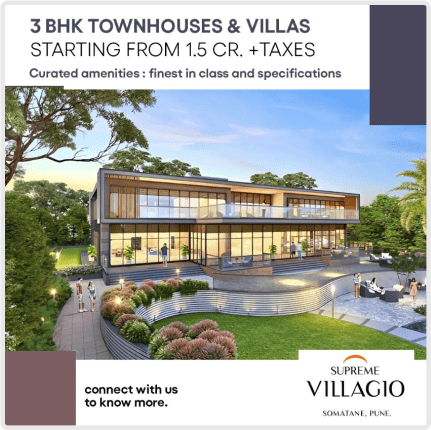 3 BHK TOWNHOUSES & VILLAS
STARTING FROM 1.5 CR. +TAXES
Curated amenities : finest in class and specifications
connect with us
to know more.
SUPREME
VILLAGIO
SOMATANE, PUNE.